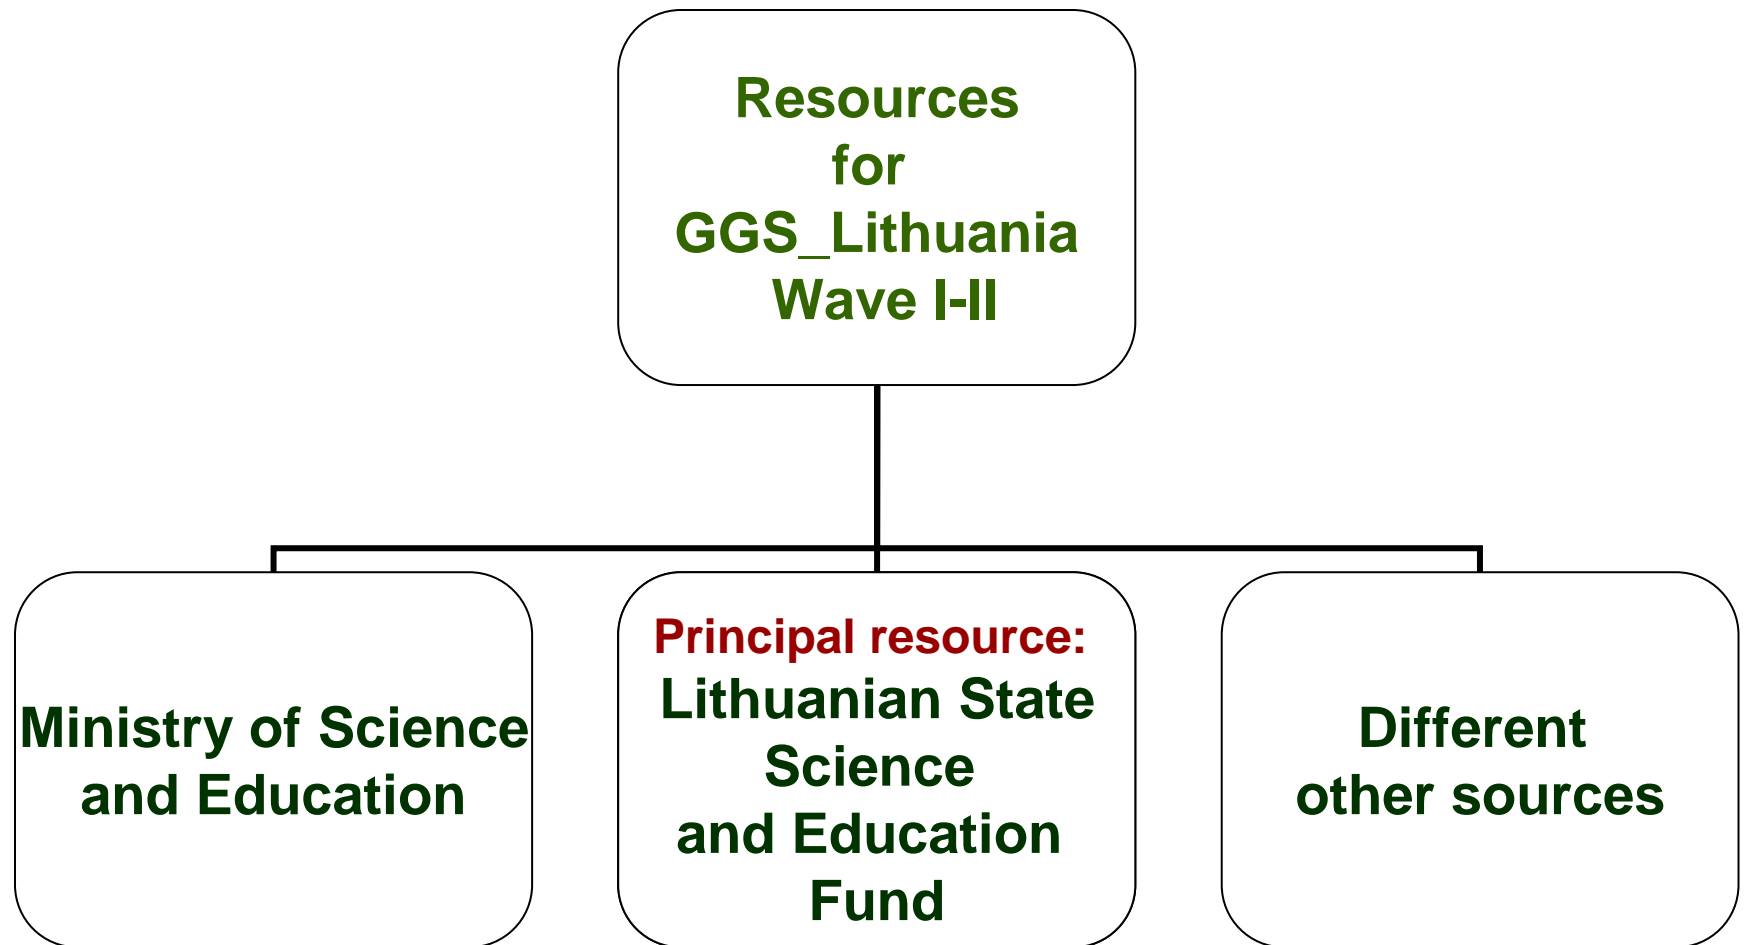 Resources
for
GGS_Lithuania
Wave I-II
Ministry of Science
and Education
Principal resource:
Lithuanian State
Science
and Education
Fund
Different
other sources